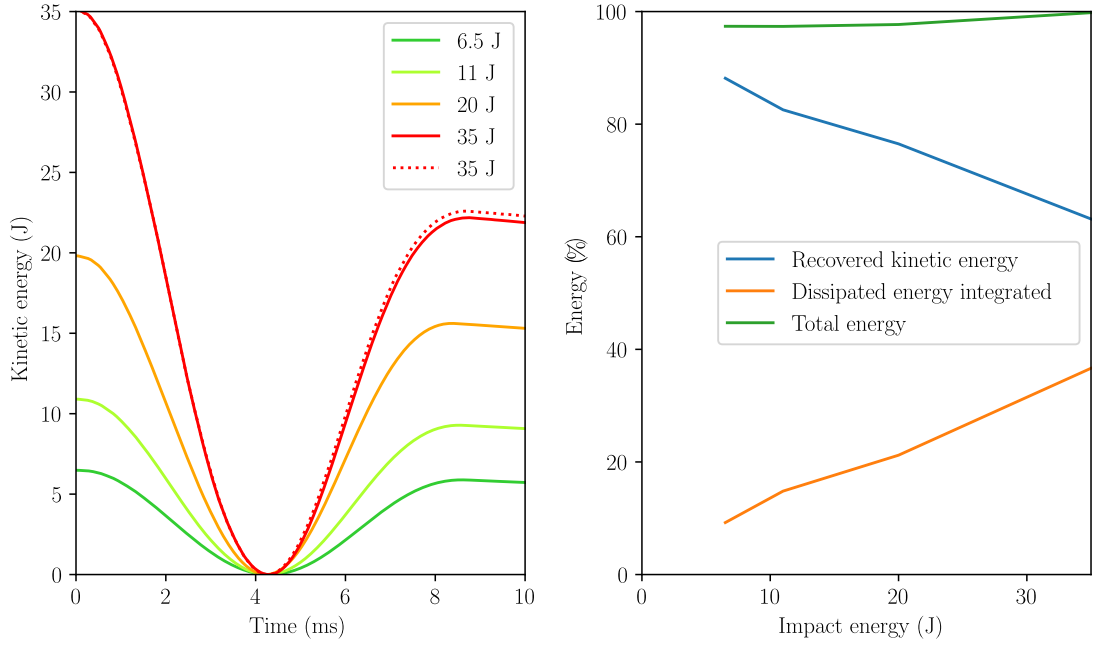 35
30
25
20
15
10
5
0
Kinetic energy (J)
0 2 4 6 8 10
Time (ms)
6.5 J
11 J
20 J
35 J
35 J
100
80
60
40
20
0
Energy (%)
0 10 20 30
Impact energy (J)
Recovered kinetic energy
Dissipated energy integrated
Total energy